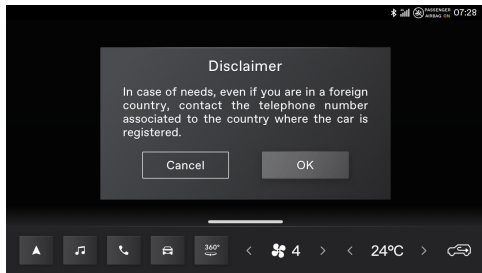 PASSENGER
AIRBAG ON 07:28
Disclaimer
In case of needs, even if you are in a foreign
country, contact the telephone number
associated to the country where the car is
registered.
Cancel OK
360° 4 24°C